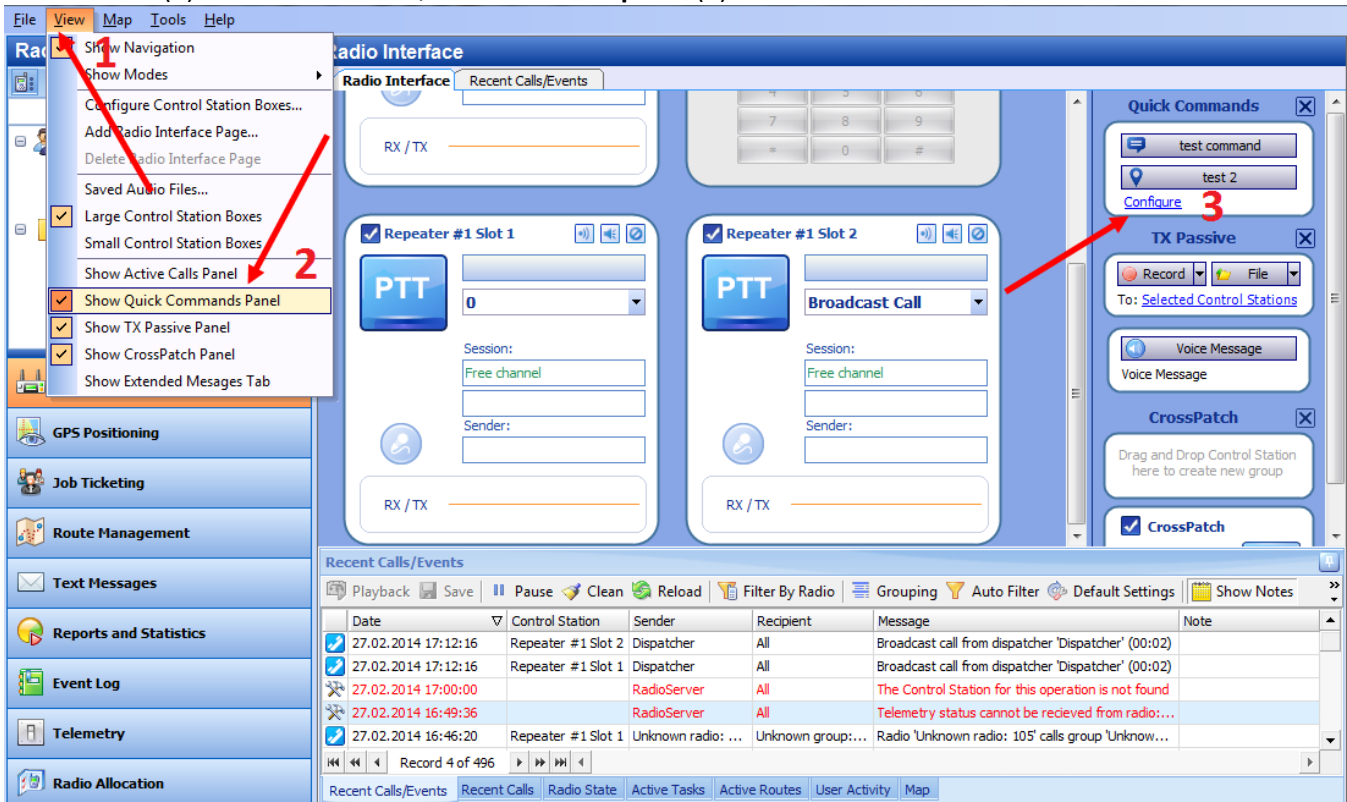 File View Map Tools Help
Radio Interface
1
Show Navigation
Show Modes
Configure Control Station Boxes...
Add Radio Interface Page...
Delete Radio Interface Page
Saved Audio Files...
Large Control Station Boxes
Small Control Station Boxes
2
Show Active Calls Panel
Show Quick Commands Panel
Show TX Passive Panel
Show CrossPatch Panel
Show Extended Mesages Tab
GPS Positioning
Job Ticketing
Route Management
Text Messages
Reports and Statistics
Event Log
Telemetry
Radio Allocation
Radio Interface Recent Calls/Events
RX / TX
7 8 9
* 0 #
Repeater #1 Slot 1
PTT
0
Session:
Free channel
Sender:
RX / TX
Repeater #1 Slot 2
PTT
Broadcast Call
Session:
Free channel
Sender:
RX / TX
Quick Commands
test command
test 2
Configure
3
TX Passive
Record File
To: Selected Control Stations
Voice Message
Voice Message
CrossPatch
Drag and Drop Control Station
here to create new group
CrossPatch
Recent Calls/Events
Playback Save Pause Clean Reload Filter By Radio Grouping Auto Filter Default Settings Show Notes
Date Control Station Sender Recipient Message Note
27.02.2014 17:12:16 Repeater #1 Slot 2 Dispatcher All Broadcast call from dispatcher 'Dispatcher' (00:02)
27.02.2014 17:12:16 Repeater #1 Slot 1 Dispatcher All Broadcast call from dispatcher 'Dispatcher' (00:02)
27.02.2014 17:00:00 RadioServer All The Control Station for this operation is not found
27.02.2014 16:49:36 RadioServer All Telemetry status cannot be recieved from radio:...
27.02.2014 16:46:20 Repeater #1 Slot 1 Unknown radio: ... Unknown group:... Radio 'Unknown radio: 105' calls group 'Unknow...
Record 4 of 496
Recent Calls/Events Recent Calls Radio State Active Tasks Active Routes User Activity Map